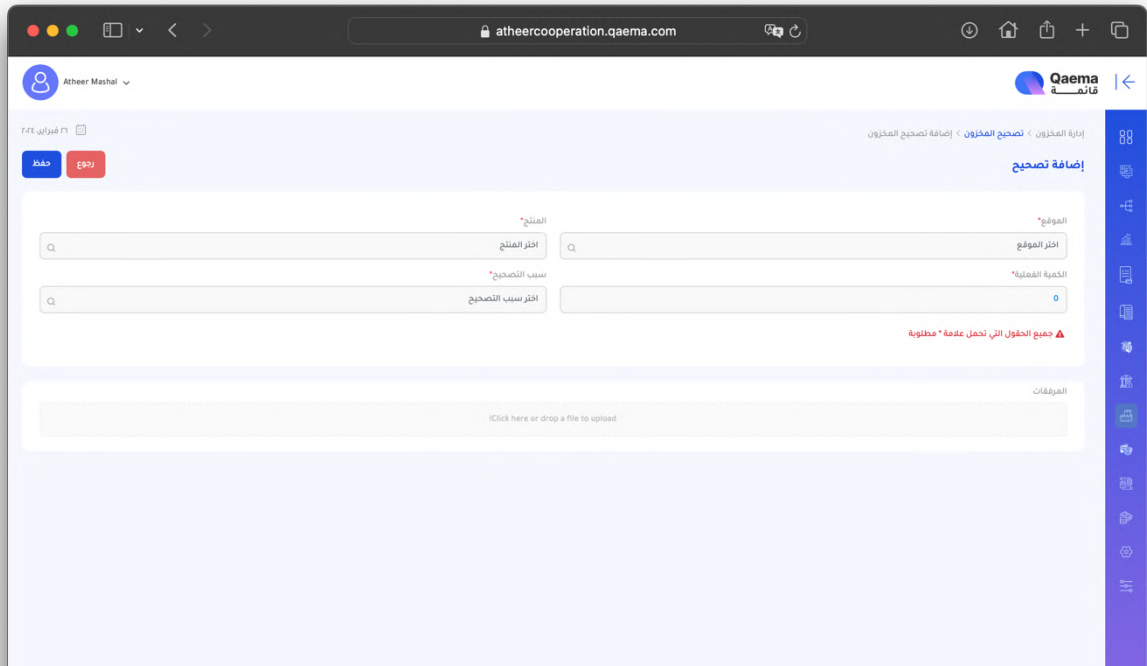 atheercooperation.qaema.com
Atheer Mashal
Qaema
قائمـــة
٢٦ فبراير، ٢٠٢٤
إدارة المخزون > تصحيح المخزون > إضافة تصحيح المخزون
إضافة تصحيح
رجوع
حفظ
الموقع*
المنتج*
اختر الموقع
اختر المنتج
الكمية الفعلية*
سبب التصحيح*
0
اختر سبب التصحيح
جميع الحقول التي تحمل علامة * مطلوبة
المرفقات
!Click here or drop a file to upload